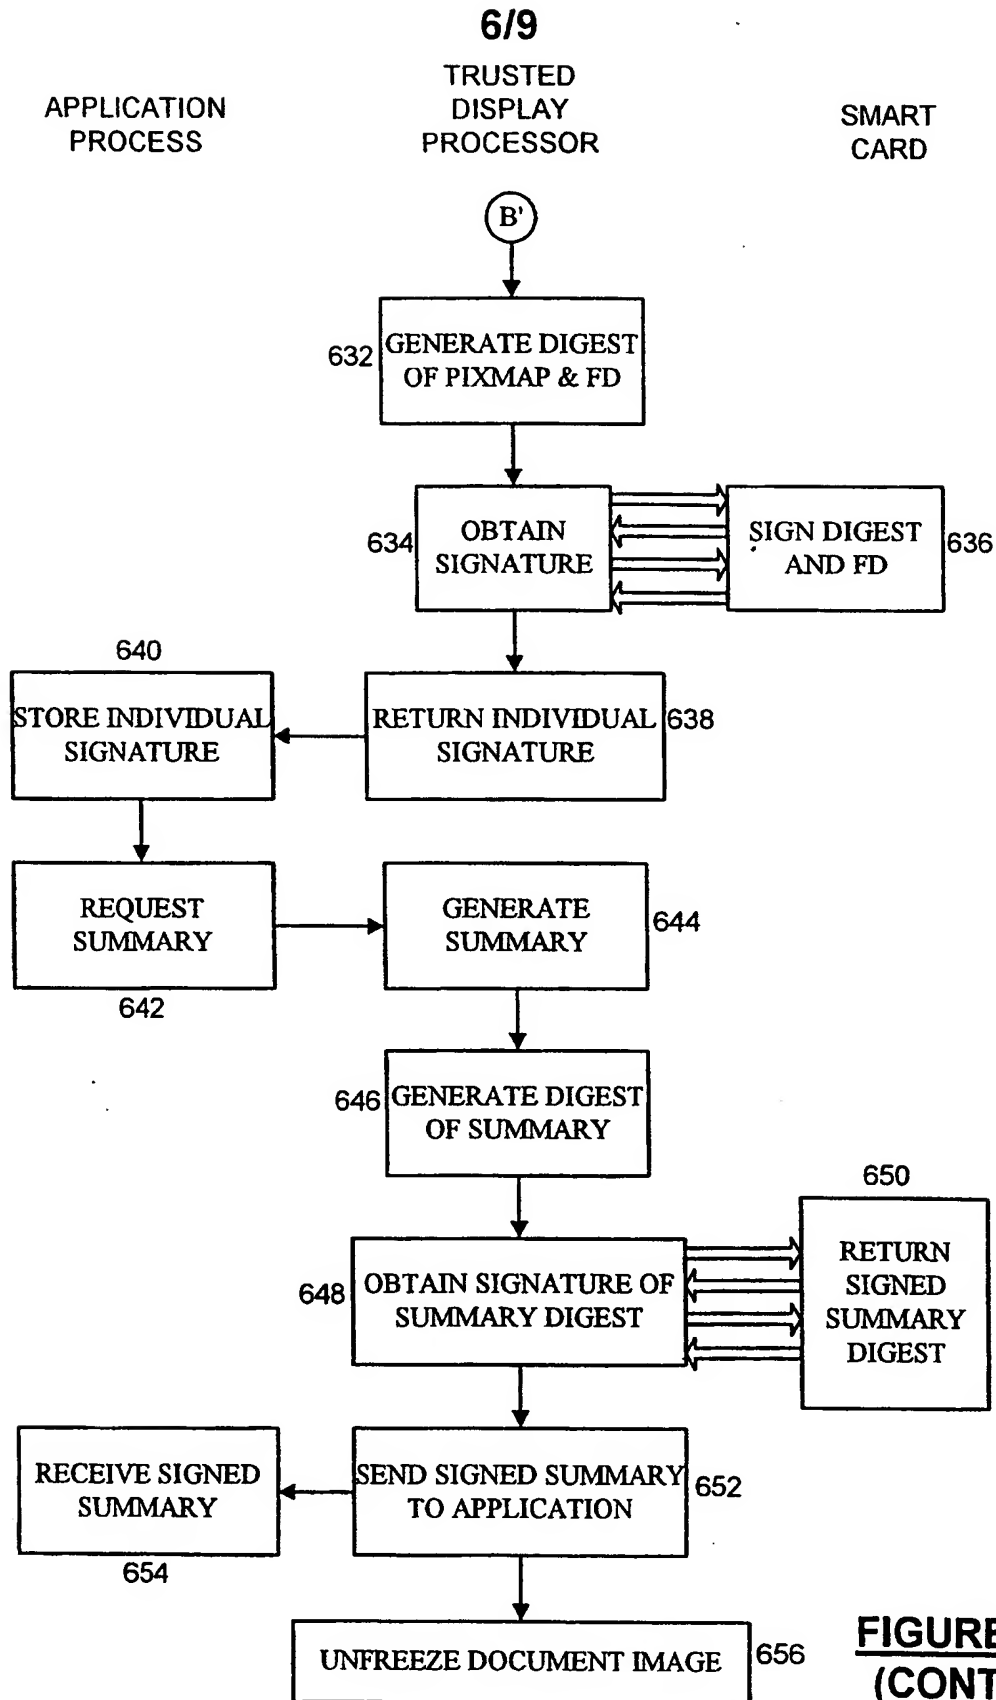 6/9
APPLICATION
PROCESS
TRUSTED
DISPLAY
PROCESSOR
SMART
CARD
B'
632
GENERATE DIGEST
OF PIXMAP & FD
634
OBTAIN
SIGNATURE
SIGN DIGEST
AND FD
636
640
STORE INDIVIDUAL
SIGNATURE
RETURN INDIVIDUAL
SIGNATURE
638
REQUEST
SUMMARY
642
GENERATE
SUMMARY
644
646
GENERATE DIGEST
OF SUMMARY
650
648
OBTAIN SIGNATURE OF
SUMMARY DIGEST
RETURN
SIGNED
SUMMARY
DIGEST
RECEIVE SIGNED
SUMMARY
654
SEND SIGNED SUMMARY
TO APPLICATION
652
UNFREEZE DOCUMENT IMAGE
656
FIGURE
(CONT